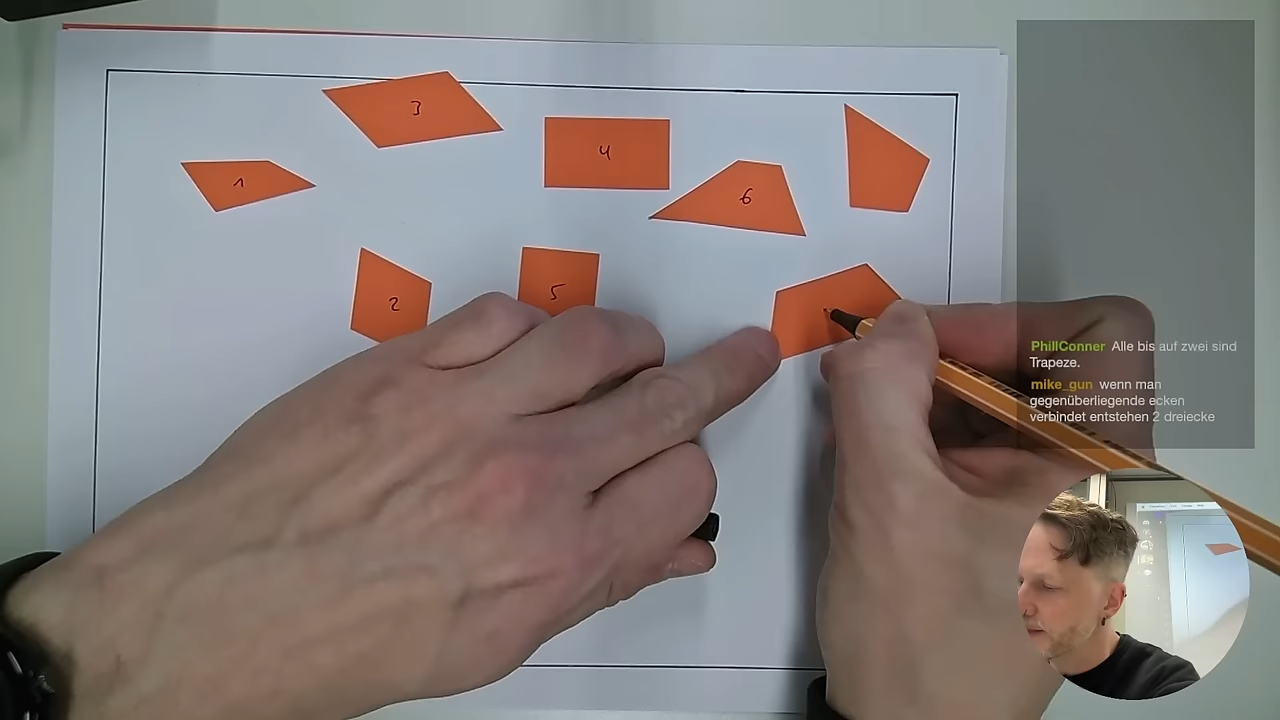 3
4
1
6
2
5
PhillConner Alle bis auf zwei sind
Trapeze.
mike_gun wenn man
gegenüberliegende ecken
verbindet entstehen 2 dreiecke